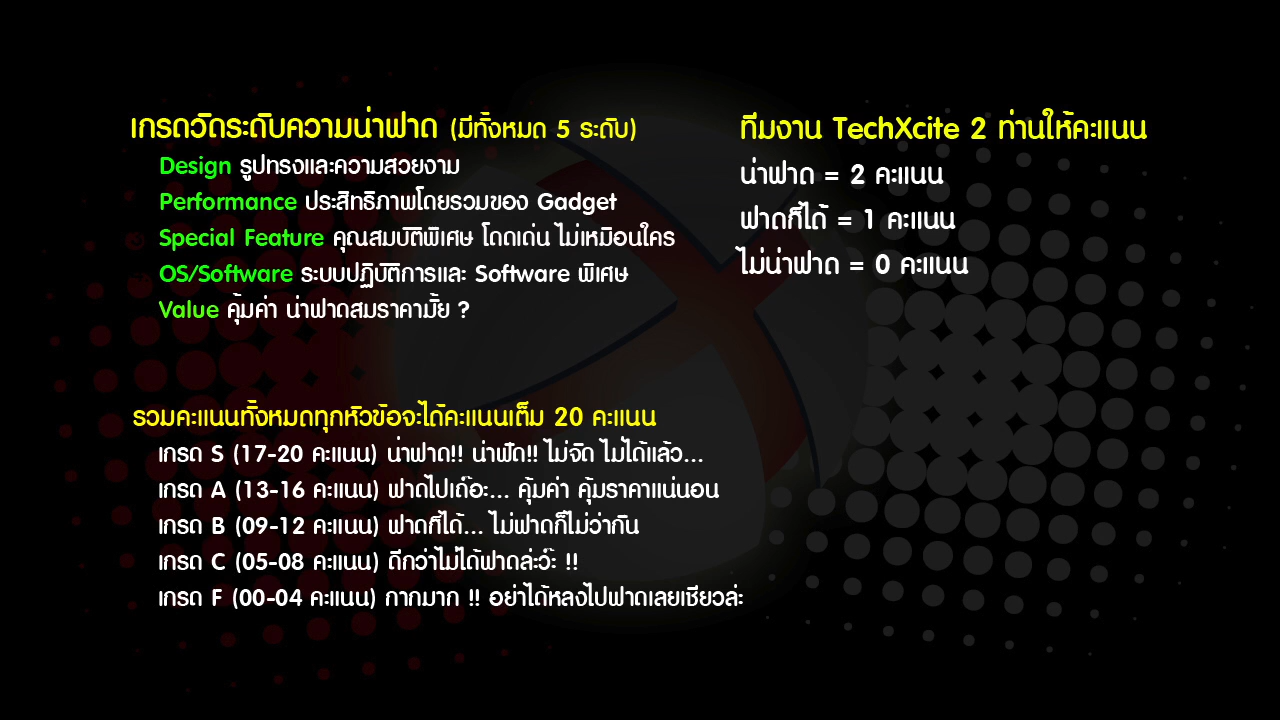 เกรดวัดระดับความน่าฟาด (มีทั้งหมด 5 ระดับ)
Design รูปทรงและความสวยงาม
Performance ประสิทธิภาพโดยรวมของ Gadget
Special Feature คุณสมบัติพิเศษ โดดเด่น ไม่เหมือนใคร
OS/Software ระบบปฏิบัติการและ Software พิเศษ
Value คุ้มค่า น่าฟาดสมราคามั้ย ?
ทีมงาน TechXcite 2 ท่านให้คะแนน
น่าฟาด = 2 คะแนน
ฟาดก็ได้ = 1 คะแนน
ไม่น่าฟาด = 0 คะแนน
รวมคะแนนทั้งหมดทุกหัวข้อจะได้คะแนนเต็ม 20 คะแนน
เกรด S (17-20 คะแนน) น่าฟาด!! น่าฟัด!! ไม่จัด ไม่ได้แล้ว...
เกรด A (13-16 คะแนน) ฟาดไปเถ๊อะ... คุ้มค่า คุ้มราคาแน่นอน
เกรด B (09-12 คะแนน) ฟาดก็ได้... ไม่ฟาดก็ไม่ว่ากัน
เกรด C (05-08 คะแนน) ดีกว่าไม่ได้ฟาดล่ะว๊ะ !!
เกรด F (00-04 คะแนน) กากมาก !! อย่าได้หลงไปฟาดเลยเชียวล่ะ